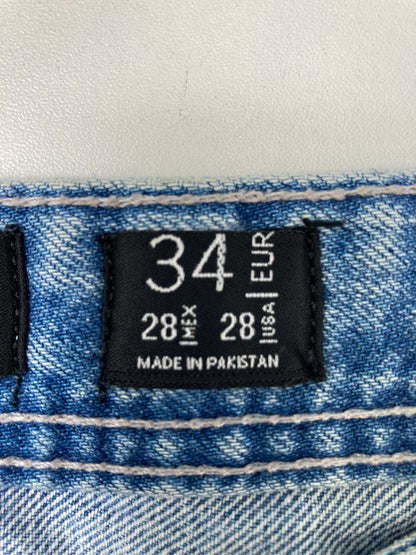 34 EUR
28 MEX 28 USA
MADE IN PAKISTAN